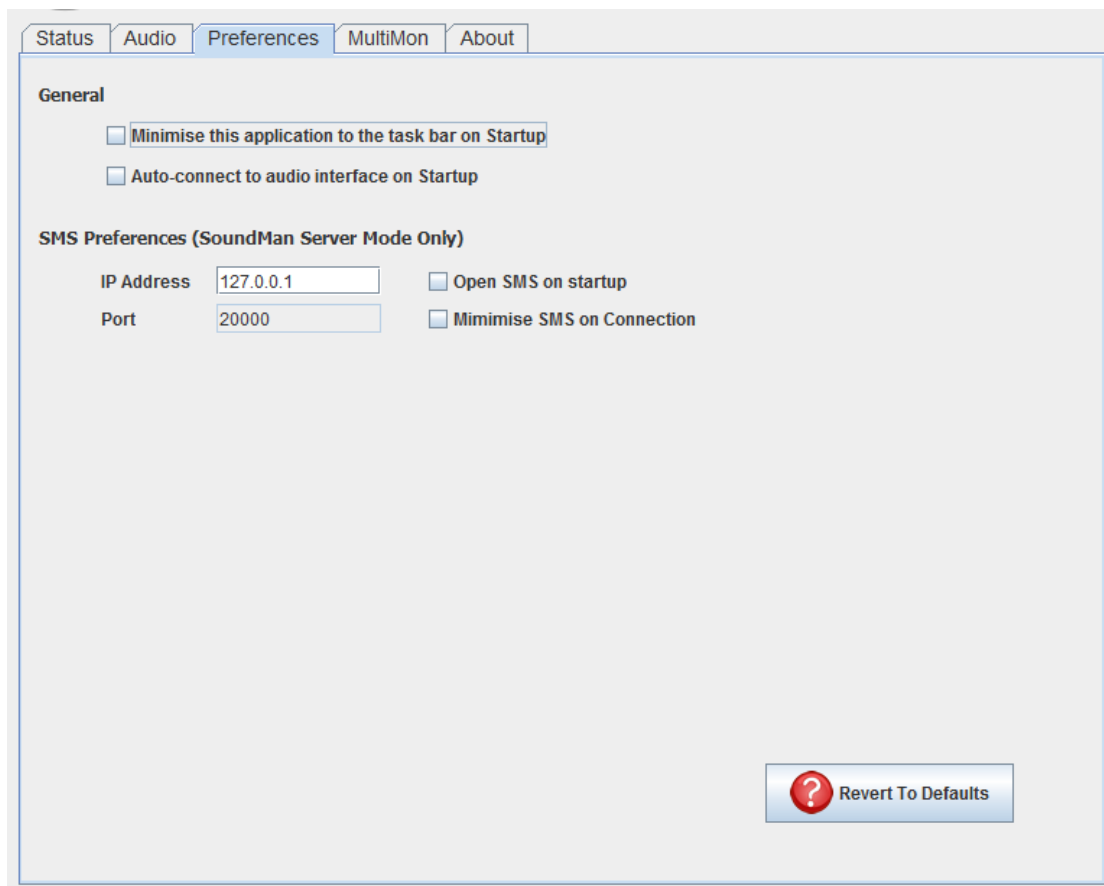 Status Audio Preferences MultiMon About
General
Minimise this application to the task bar on Startup
Auto-connect to audio interface on Startup
SMS Preferences (SoundMan Server Mode Only)
IP Address 127.0.0.1 Open SMS on startup
Port 20000 Mimimise SMS on Connection
? Revert To Defaults